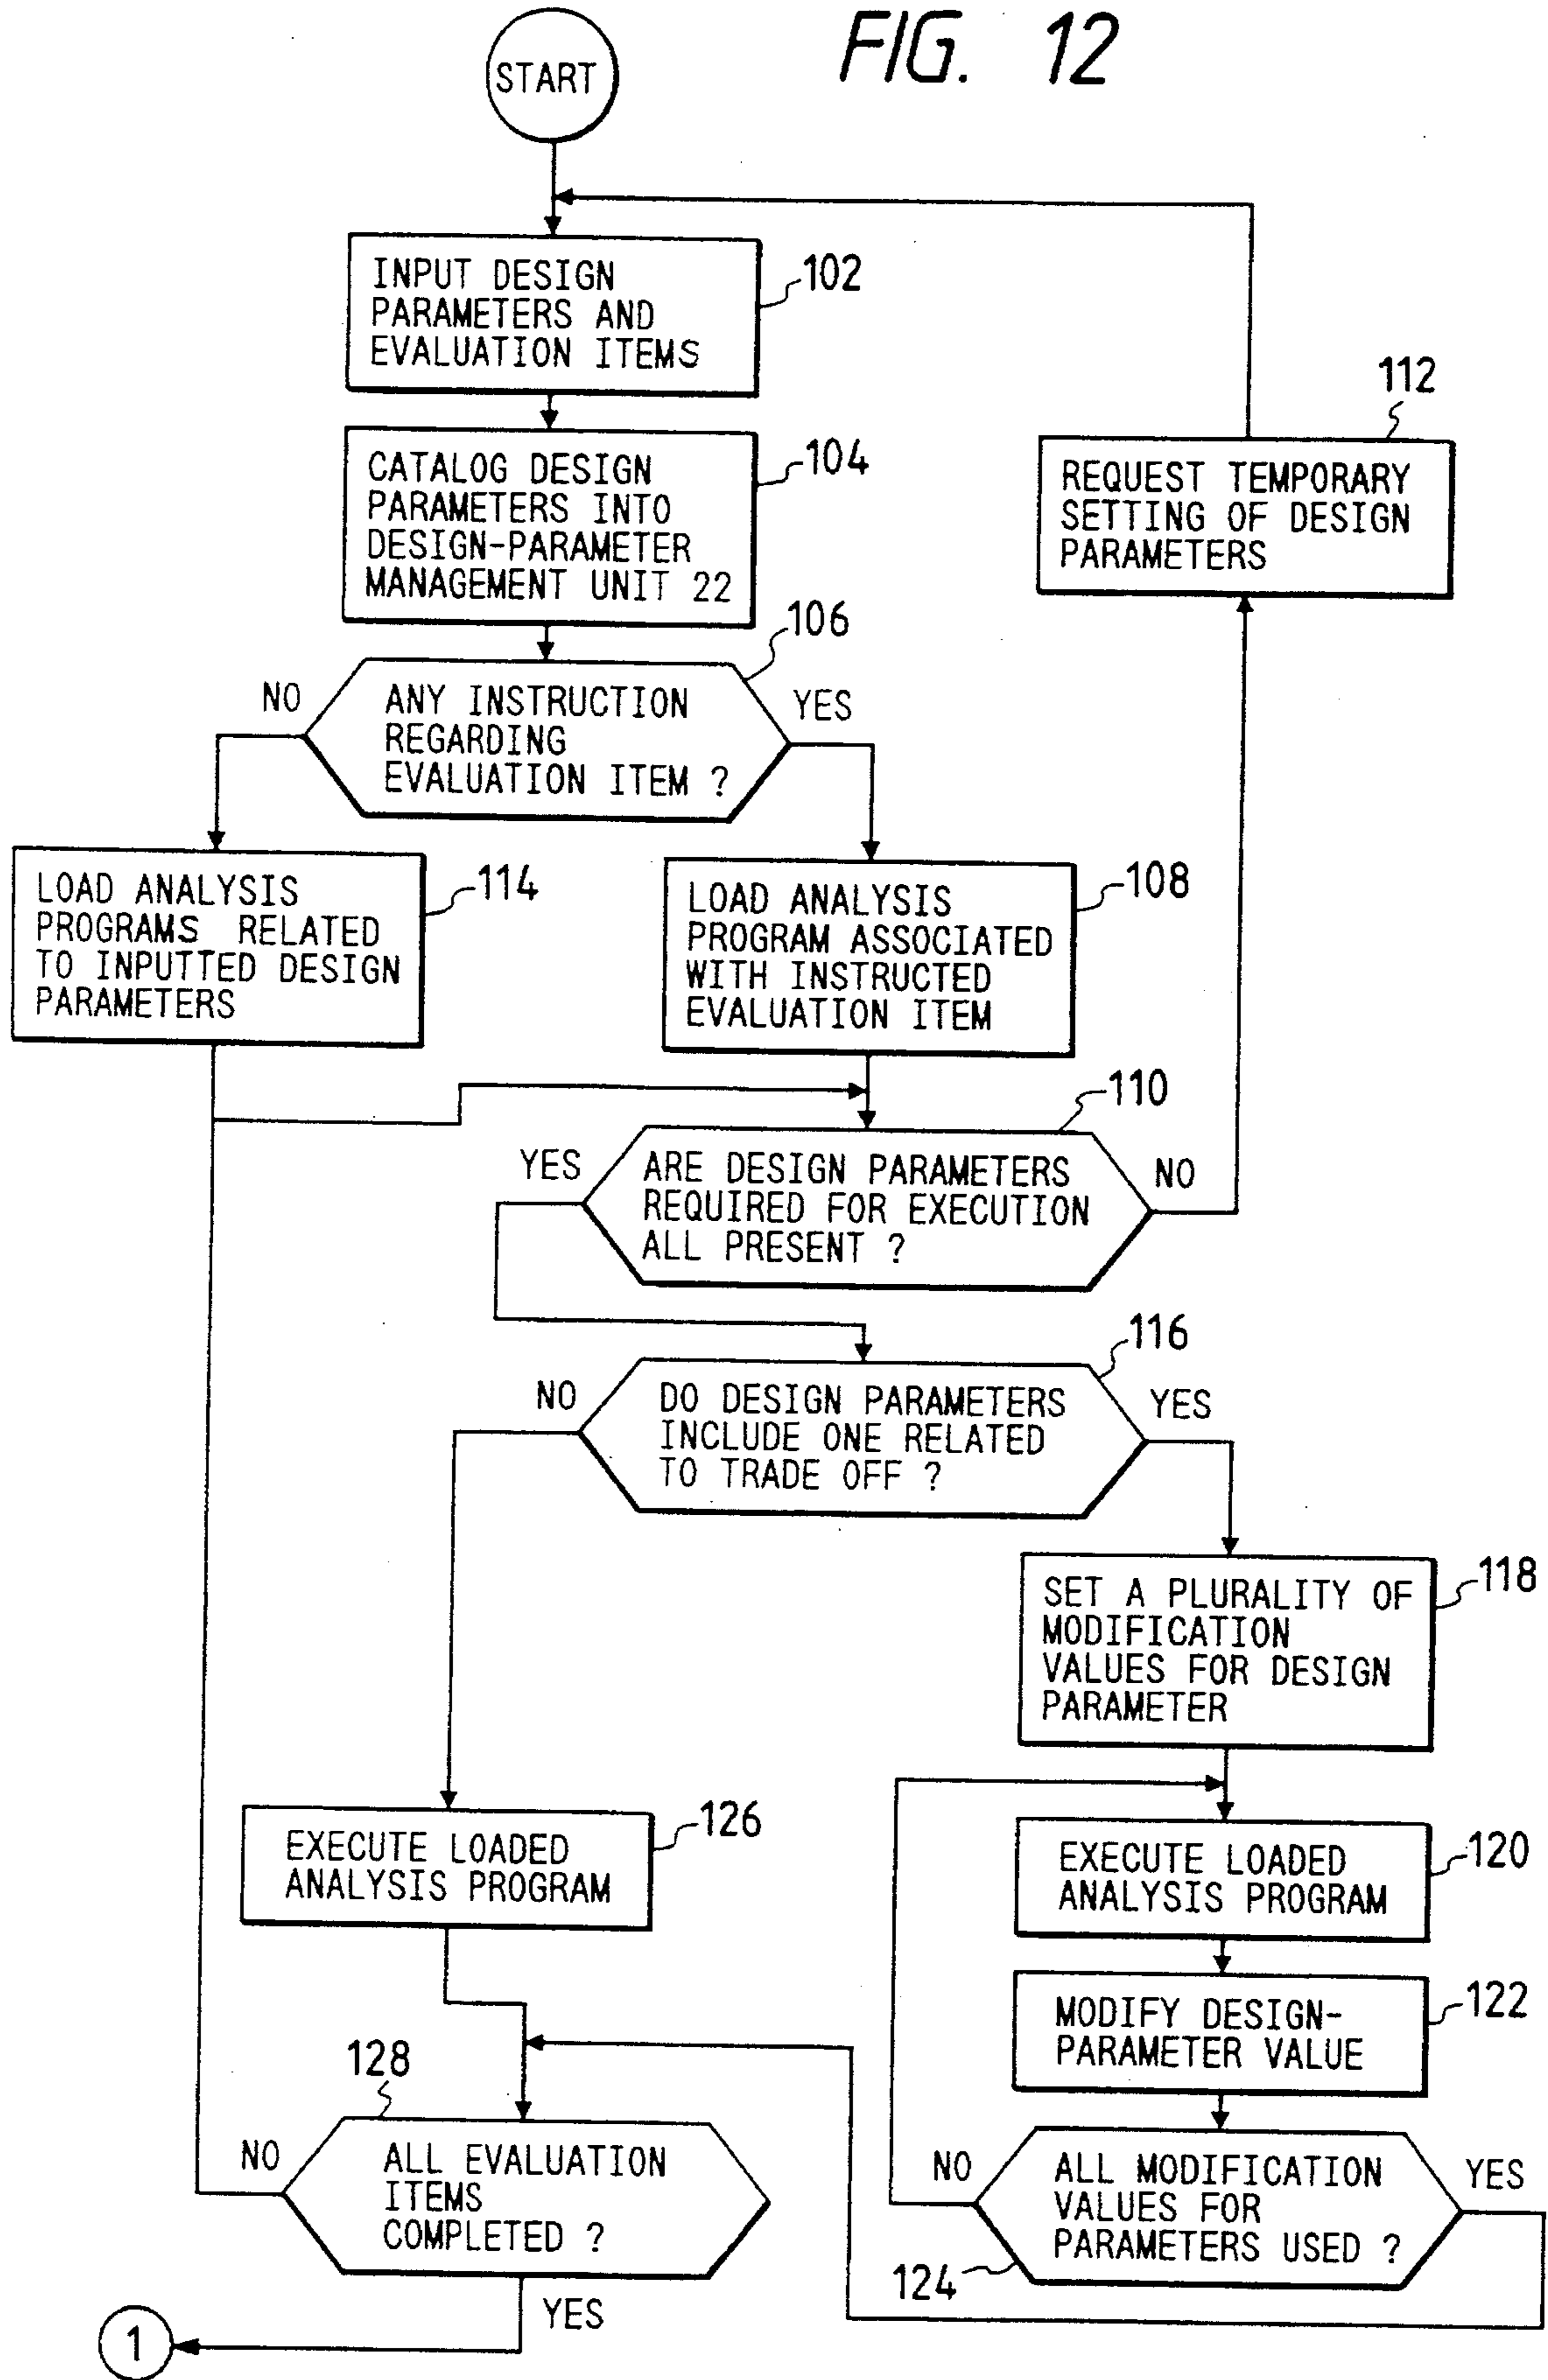 FIG. 12
START
INPUT DESIGN
PARAMETERS AND
EVALUATION ITEMS
102
CATALOG DESIGN
PARAMETERS INTO
DESIGN-PARAMETER
MANAGEMENT UNIT 22
104
112
REQUEST TEMPORARY
SETTING OF DESIGN
PARAMETERS
106
NO
ANY INSTRUCTION
REGARDING
EVALUATION ITEM ?
YES
LOAD ANALYSIS
PROGRAMS RELATED
TO INPUTTED DESIGN
PARAMETERS
114
LOAD ANALYSIS
PROGRAM ASSOCIATED
WITH INSTRUCTED
EVALUATION ITEM
108
110
YES
ARE DESIGN PARAMETERS
REQUIRED FOR EXECUTION
ALL PRESENT ?
NO
116
NO
DO DESIGN PARAMETERS
INCLUDE ONE RELATED
TO TRADE OFF ?
YES
SET A PLURALITY OF
MODIFICATION
VALUES FOR DESIGN
PARAMETER
118
EXECUTE LOADED
ANALYSIS PROGRAM
126
EXECUTE LOADED
ANALYSIS PROGRAM
120
MODIFY DESIGN-
PARAMETER VALUE
122
128
NO
ALL EVALUATION
ITEMS
COMPLETED ?
YES
NO
ALL MODIFICATION
VALUES FOR
PARAMETERS USED ?
YES
124
1